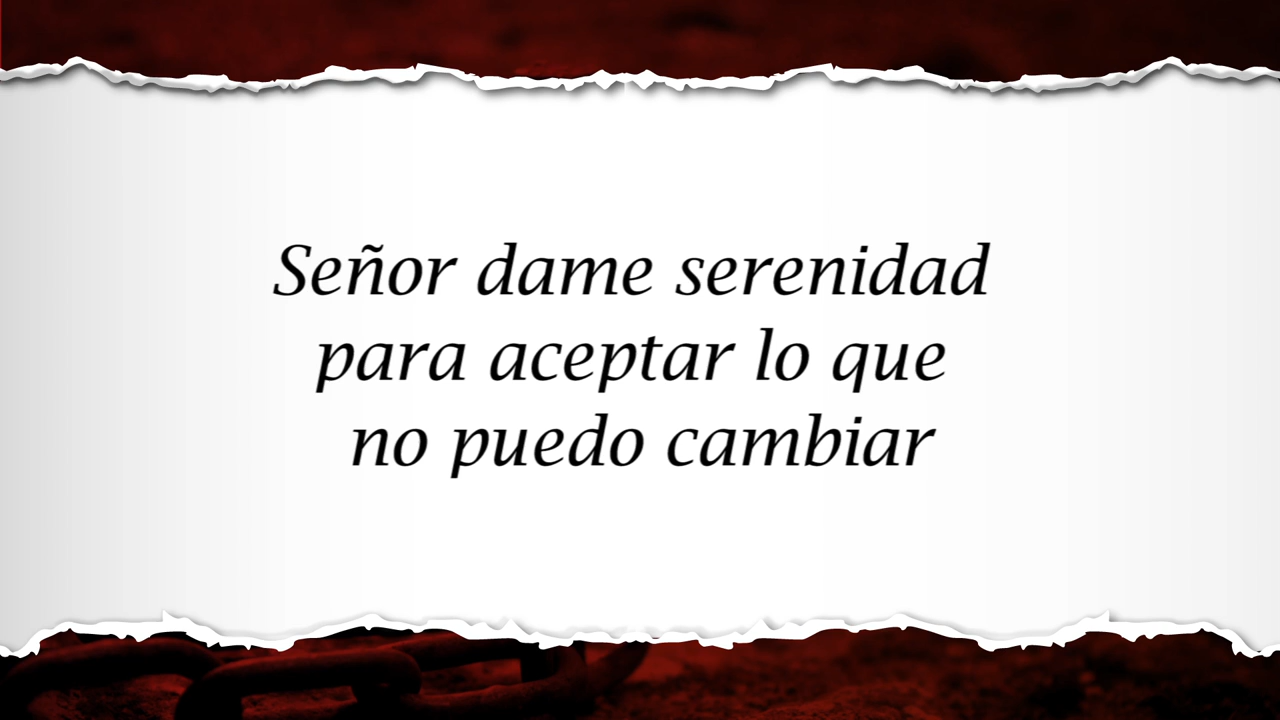 Señor dame serenidad
para aceptar lo que
no puedo cambiar